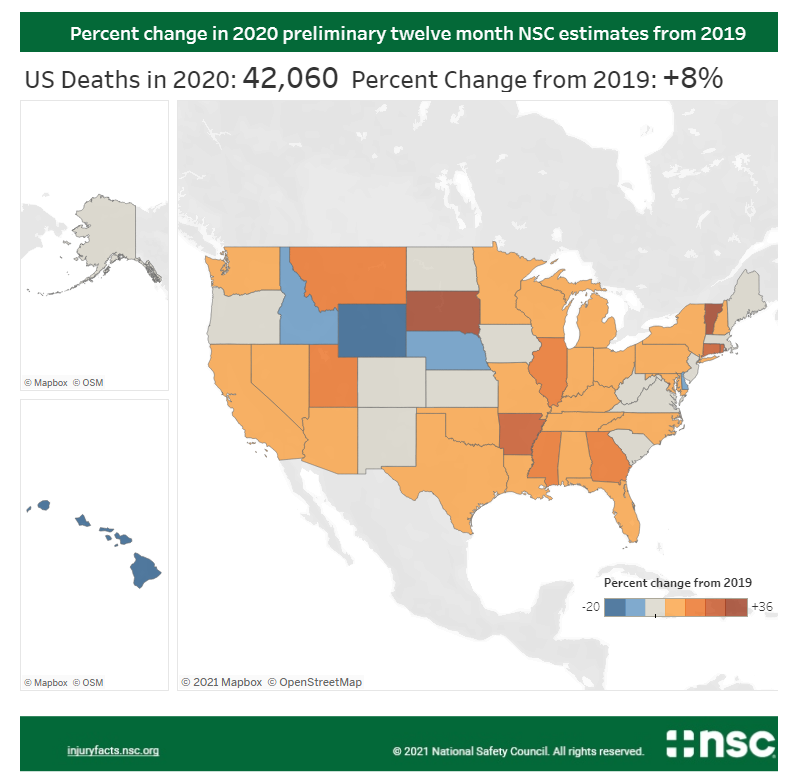 Percent change in 2020 preliminary twelve month NSC estimates from 2019
US Deaths in 2020: 42,060 Percent Change from 2019: +8%
© Mapbox © OSM
Percent change from 2019
-20 +36
© Mapbox © OSM
© 2021 Mapbox © OpenStreetMap
injuryfacts.nsc.org
© 2021 National Safety Council. All rights reserved.
nsc